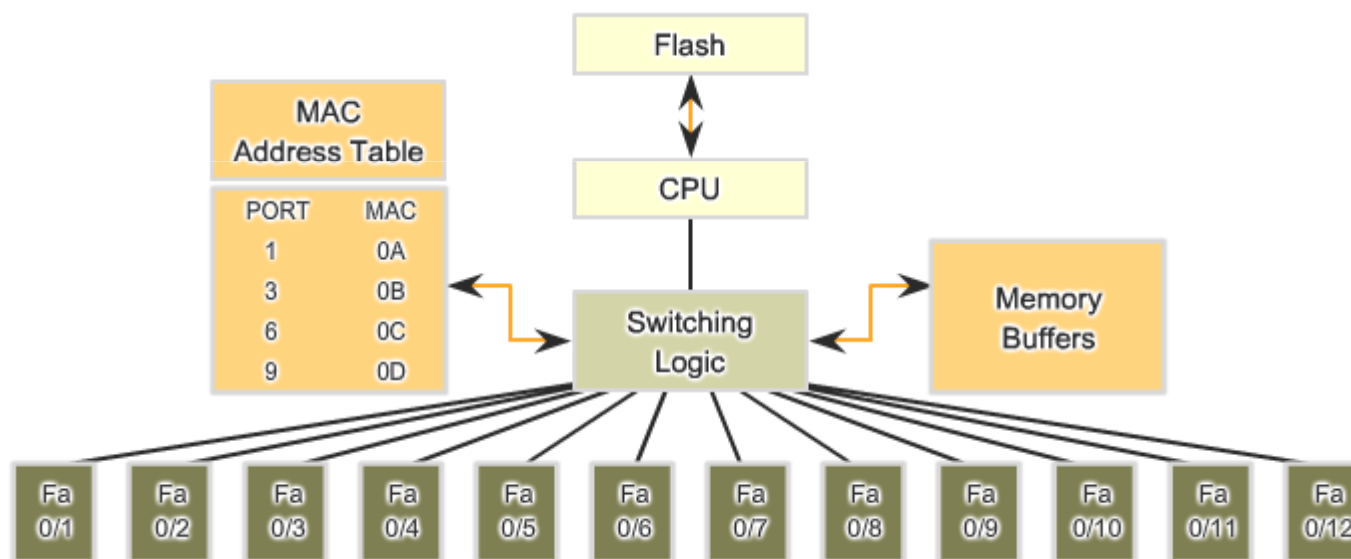 Flash
MAC
Address Table
CPU
PORT MAC
1 0A
3 0B
6 0C
9 0D
Switching
Logic
Memory
Buffers
Fa
0/1
Fa
0/2
Fa
0/3
Fa
0/4
Fa
0/5
Fa
0/6
Fa
0/7
Fa
0/8
Fa
0/9
Fa
0/10
Fa
0/11
Fa
0/12